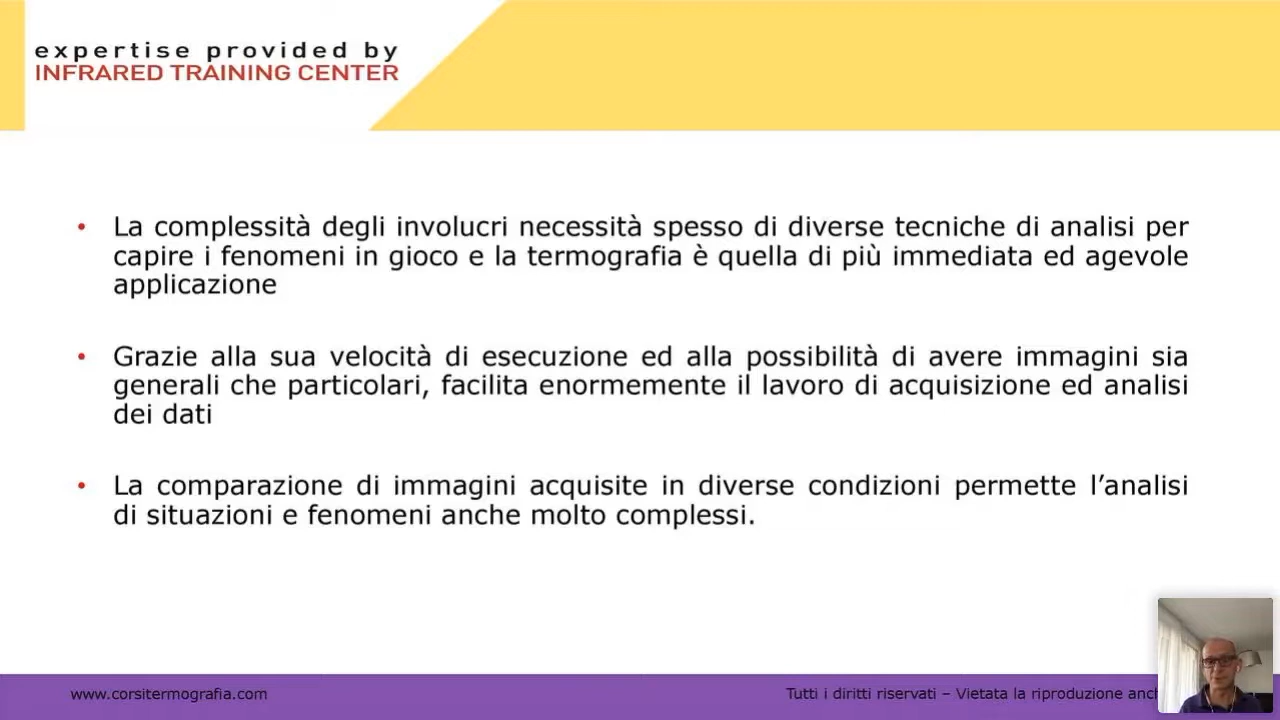 expertise provided by
INFRARED TRAINING CENTER
• La complessità degli involucri necessità spesso di diverse tecniche di analisi per
capire i fenomeni in gioco e la termografia è quella di più immediata ed agevole
applicazione
• Grazie alla sua velocità di esecuzione ed alla possibilità di avere immagini sia
generali che particolari, facilita enormemente il lavoro di acquisizione ed analisi
dei dati
• La comparazione di immagini acquisite in diverse condizioni permette l’analisi
di situazioni e fenomeni anche molto complessi.
www.corsitermografia.com
Tutti i diritti riservati – Vietata la riproduzione